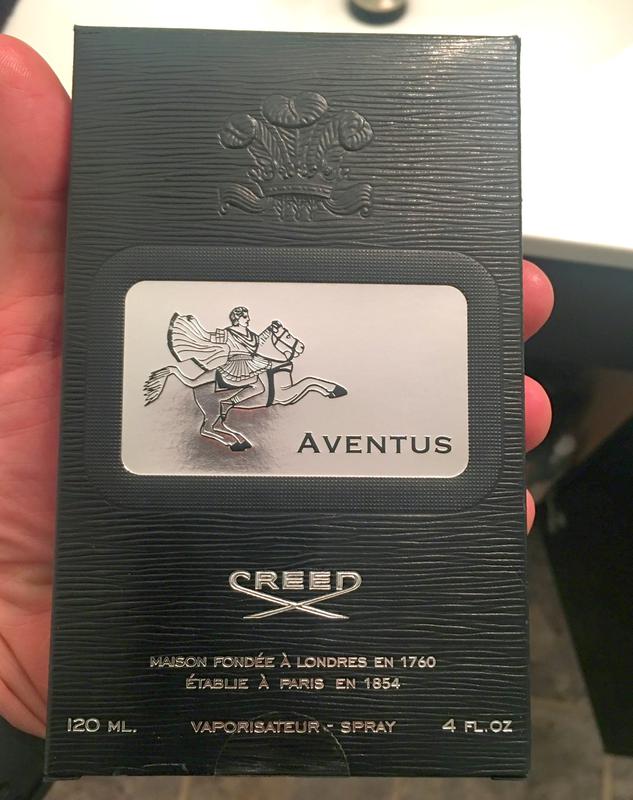 AVENTUS
CREED
MAISON FONDÉE À LONDRES EN 1760
ÉTABLIE À PARIS EN 1854
120 ML. VAPORISATEUR - SPRAY 4 FL.OZ